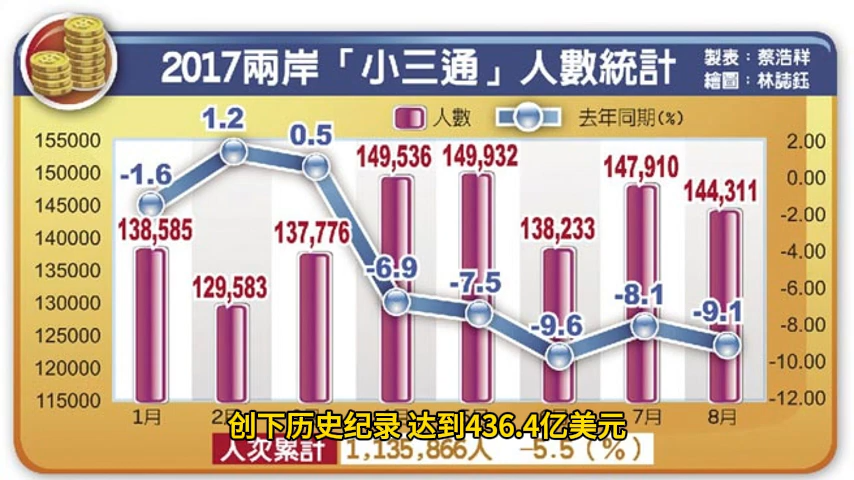 2017兩岸「小三通」人數統計
製表：蔡浩祥
繪圖：林誌鈺
人數 去年同期(%)
155000
150000
145000
140000
135000
130000
125000
120000
115000
2.00
0.00
-2.00
-4.00
-6.00
-8.00
-10.00
-12.00
-1.6 1.2 0.5 -6.9 -7.5 -9.6 -8.1 -9.1
138,585 129,583 137,776 149,536 149,932 138,233 147,910 144,311
1月 2月 7月 8月
创下历史纪录 达到436.4亿美元
人次累計 1,135,866人 -5.5（%）